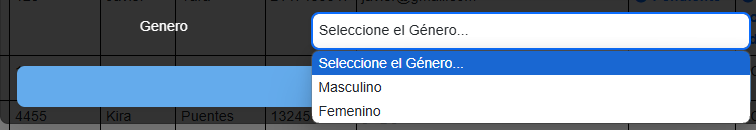 Genero
Seleccione el Género...
Seleccione el Género...
Masculino
Femenino
4455 Kira Puentes 13245